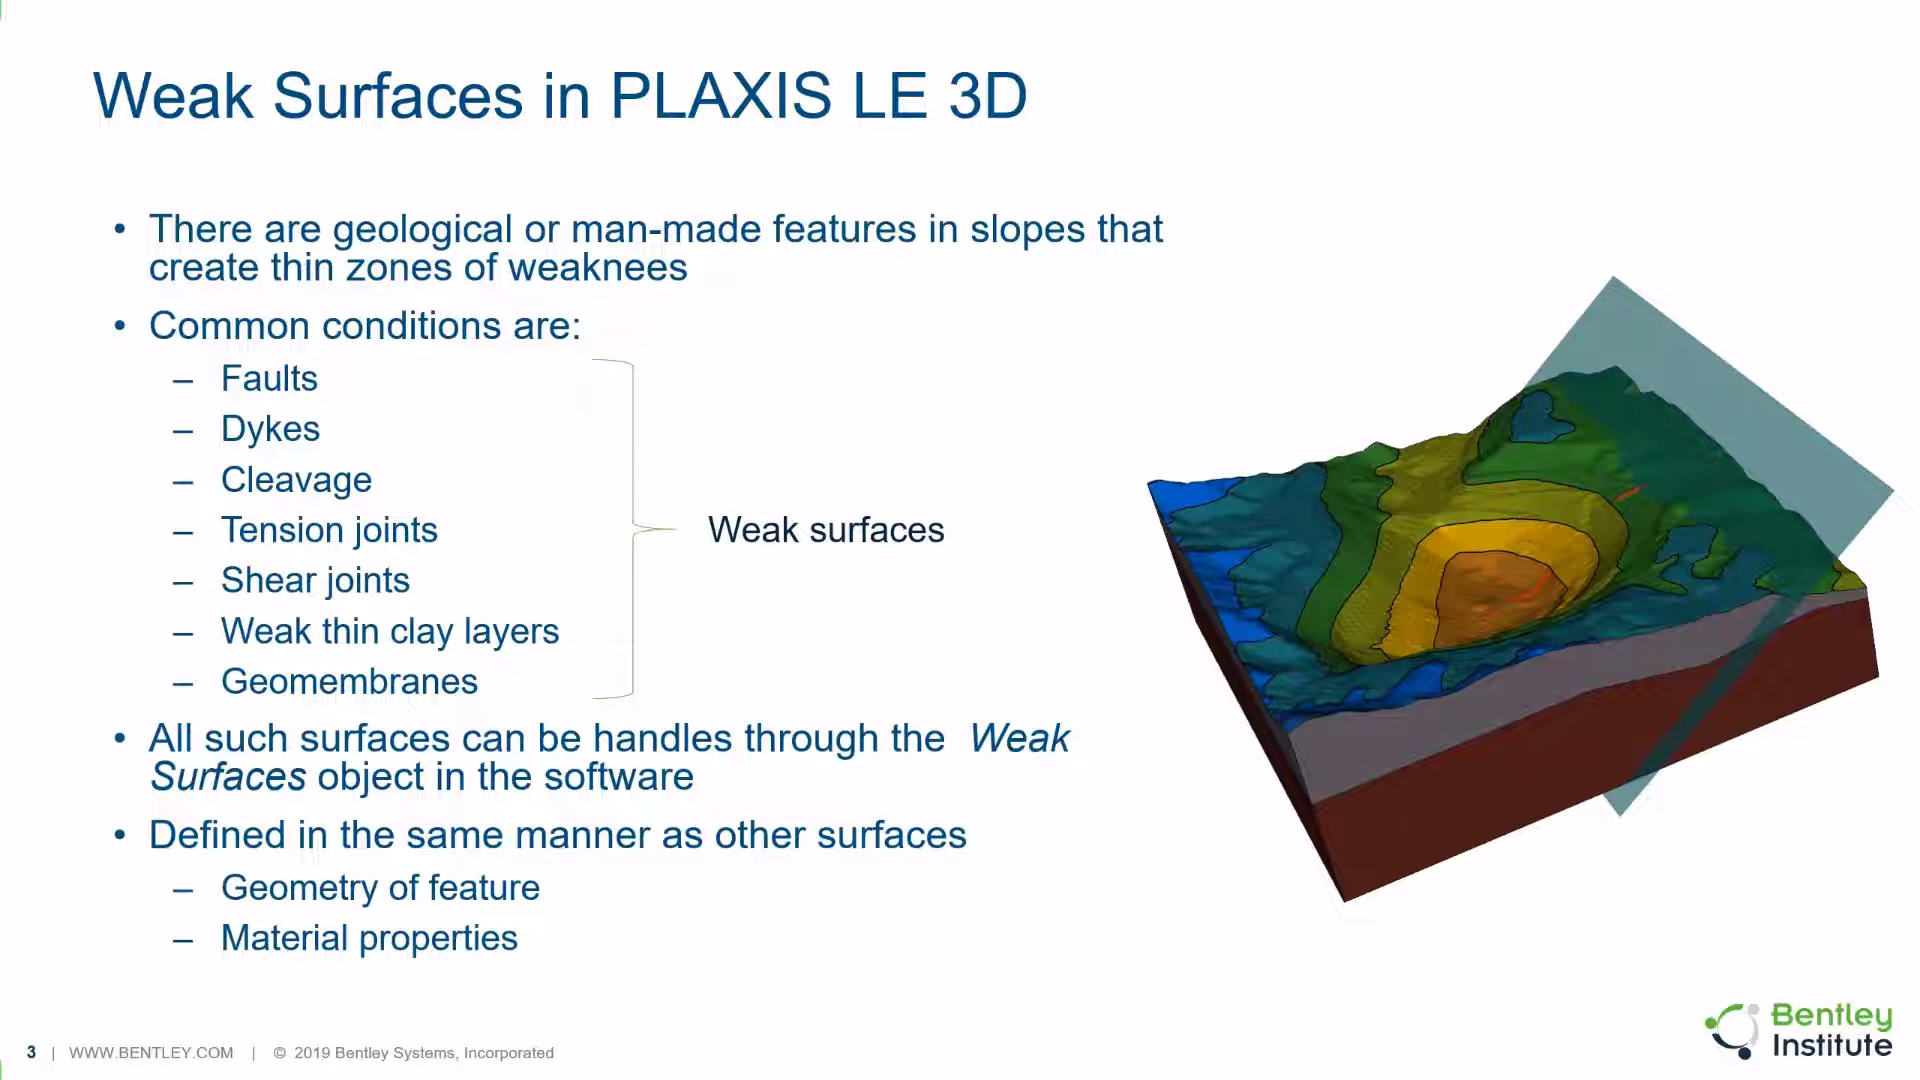 Weak Surfaces in PLAXIS LE 3D
• There are geological or man-made features in slopes that
create thin zones of weaknees
• Common conditions are:
– Faults
– Dykes
– Cleavage
– Tension joints
– Shear joints
– Weak thin clay layers
– Geomembranes
Weak surfaces
• All such surfaces can be handles through the Weak
Surfaces object in the software
• Defined in the same manner as other surfaces
– Geometry of feature
– Material properties
3 | WWW.BENTLEY.COM | © 2019 Bentley Systems, Incorporated
Bentley
Institute